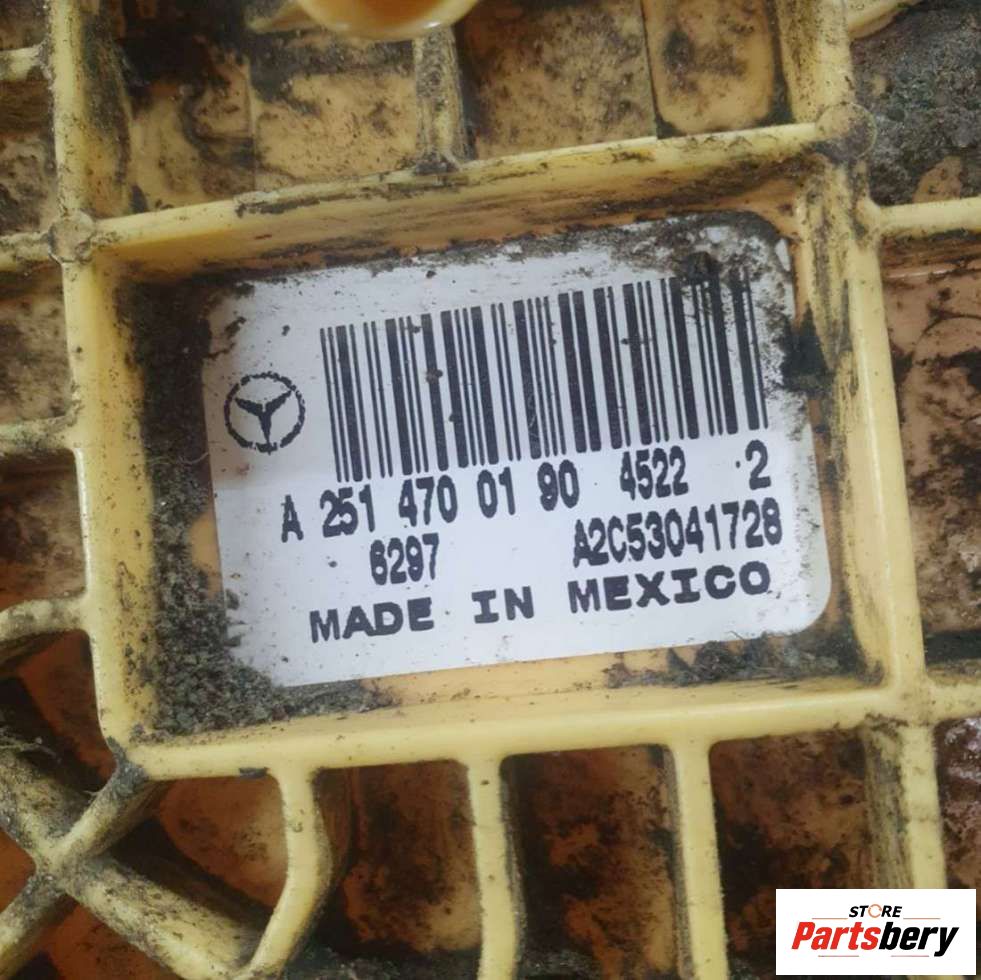 A 251 470 01 90 4522 2
6297 A2C53041728
MADE IN MEXICO
STORE
Partsbery